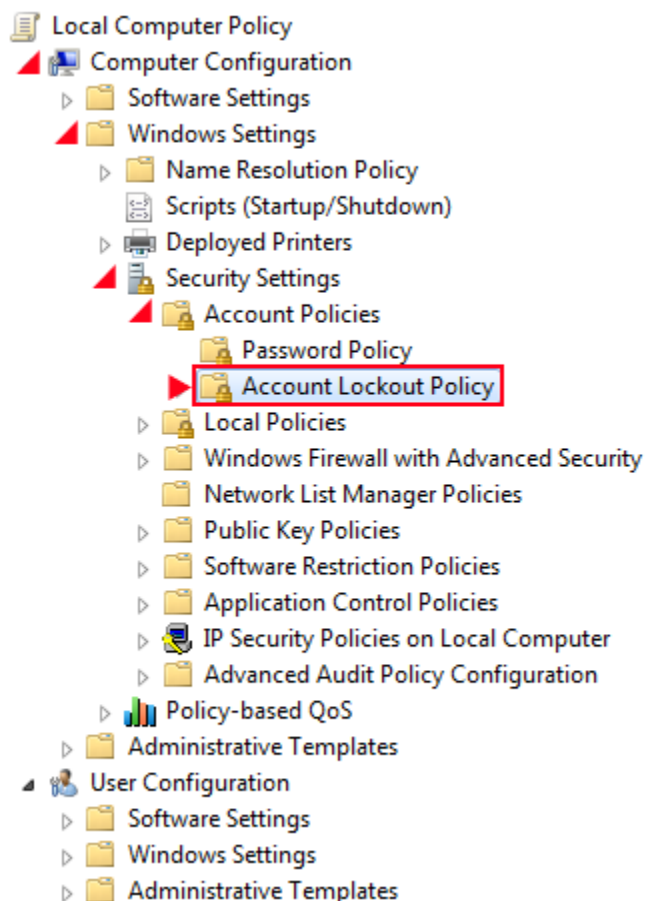 Local Computer Policy
Computer Configuration
Software Settings
Windows Settings
Name Resolution Policy
Scripts (Startup/Shutdown)
Deployed Printers
Security Settings
Account Policies
Password Policy
Account Lockout Policy
Local Policies
Windows Firewall with Advanced Security
Network List Manager Policies
Public Key Policies
Software Restriction Policies
Application Control Policies
IP Security Policies on Local Computer
Advanced Audit Policy Configuration
Policy-based QoS
Administrative Templates
User Configuration
Software Settings
Windows Settings
Administrative Templates